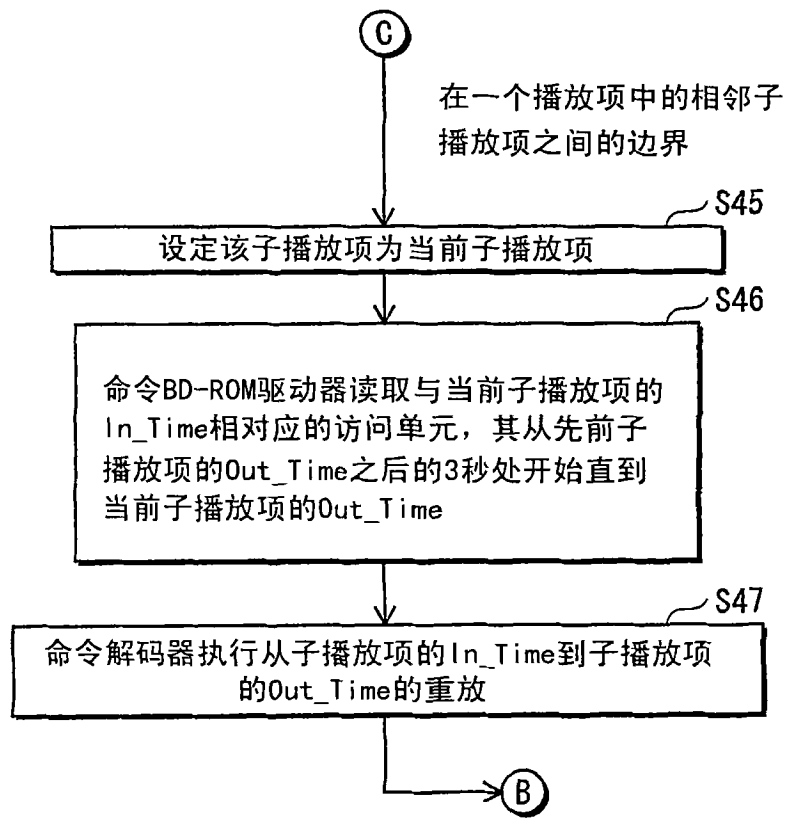 C
在一个播放项中的相邻子
播放项之间的边界
S45
设定该子播放项为当前子播放项
S46
命令BD-ROM驱动器读取与当前子播放项的
In_Time相对应的访问单元，其从先前子
播放项的Out_Time之后的3秒处开始直到
当前子播放项的Out_Time
S47
命令解码器执行从子播放项的In_Time到子播放项
的Out_Time的重放
B